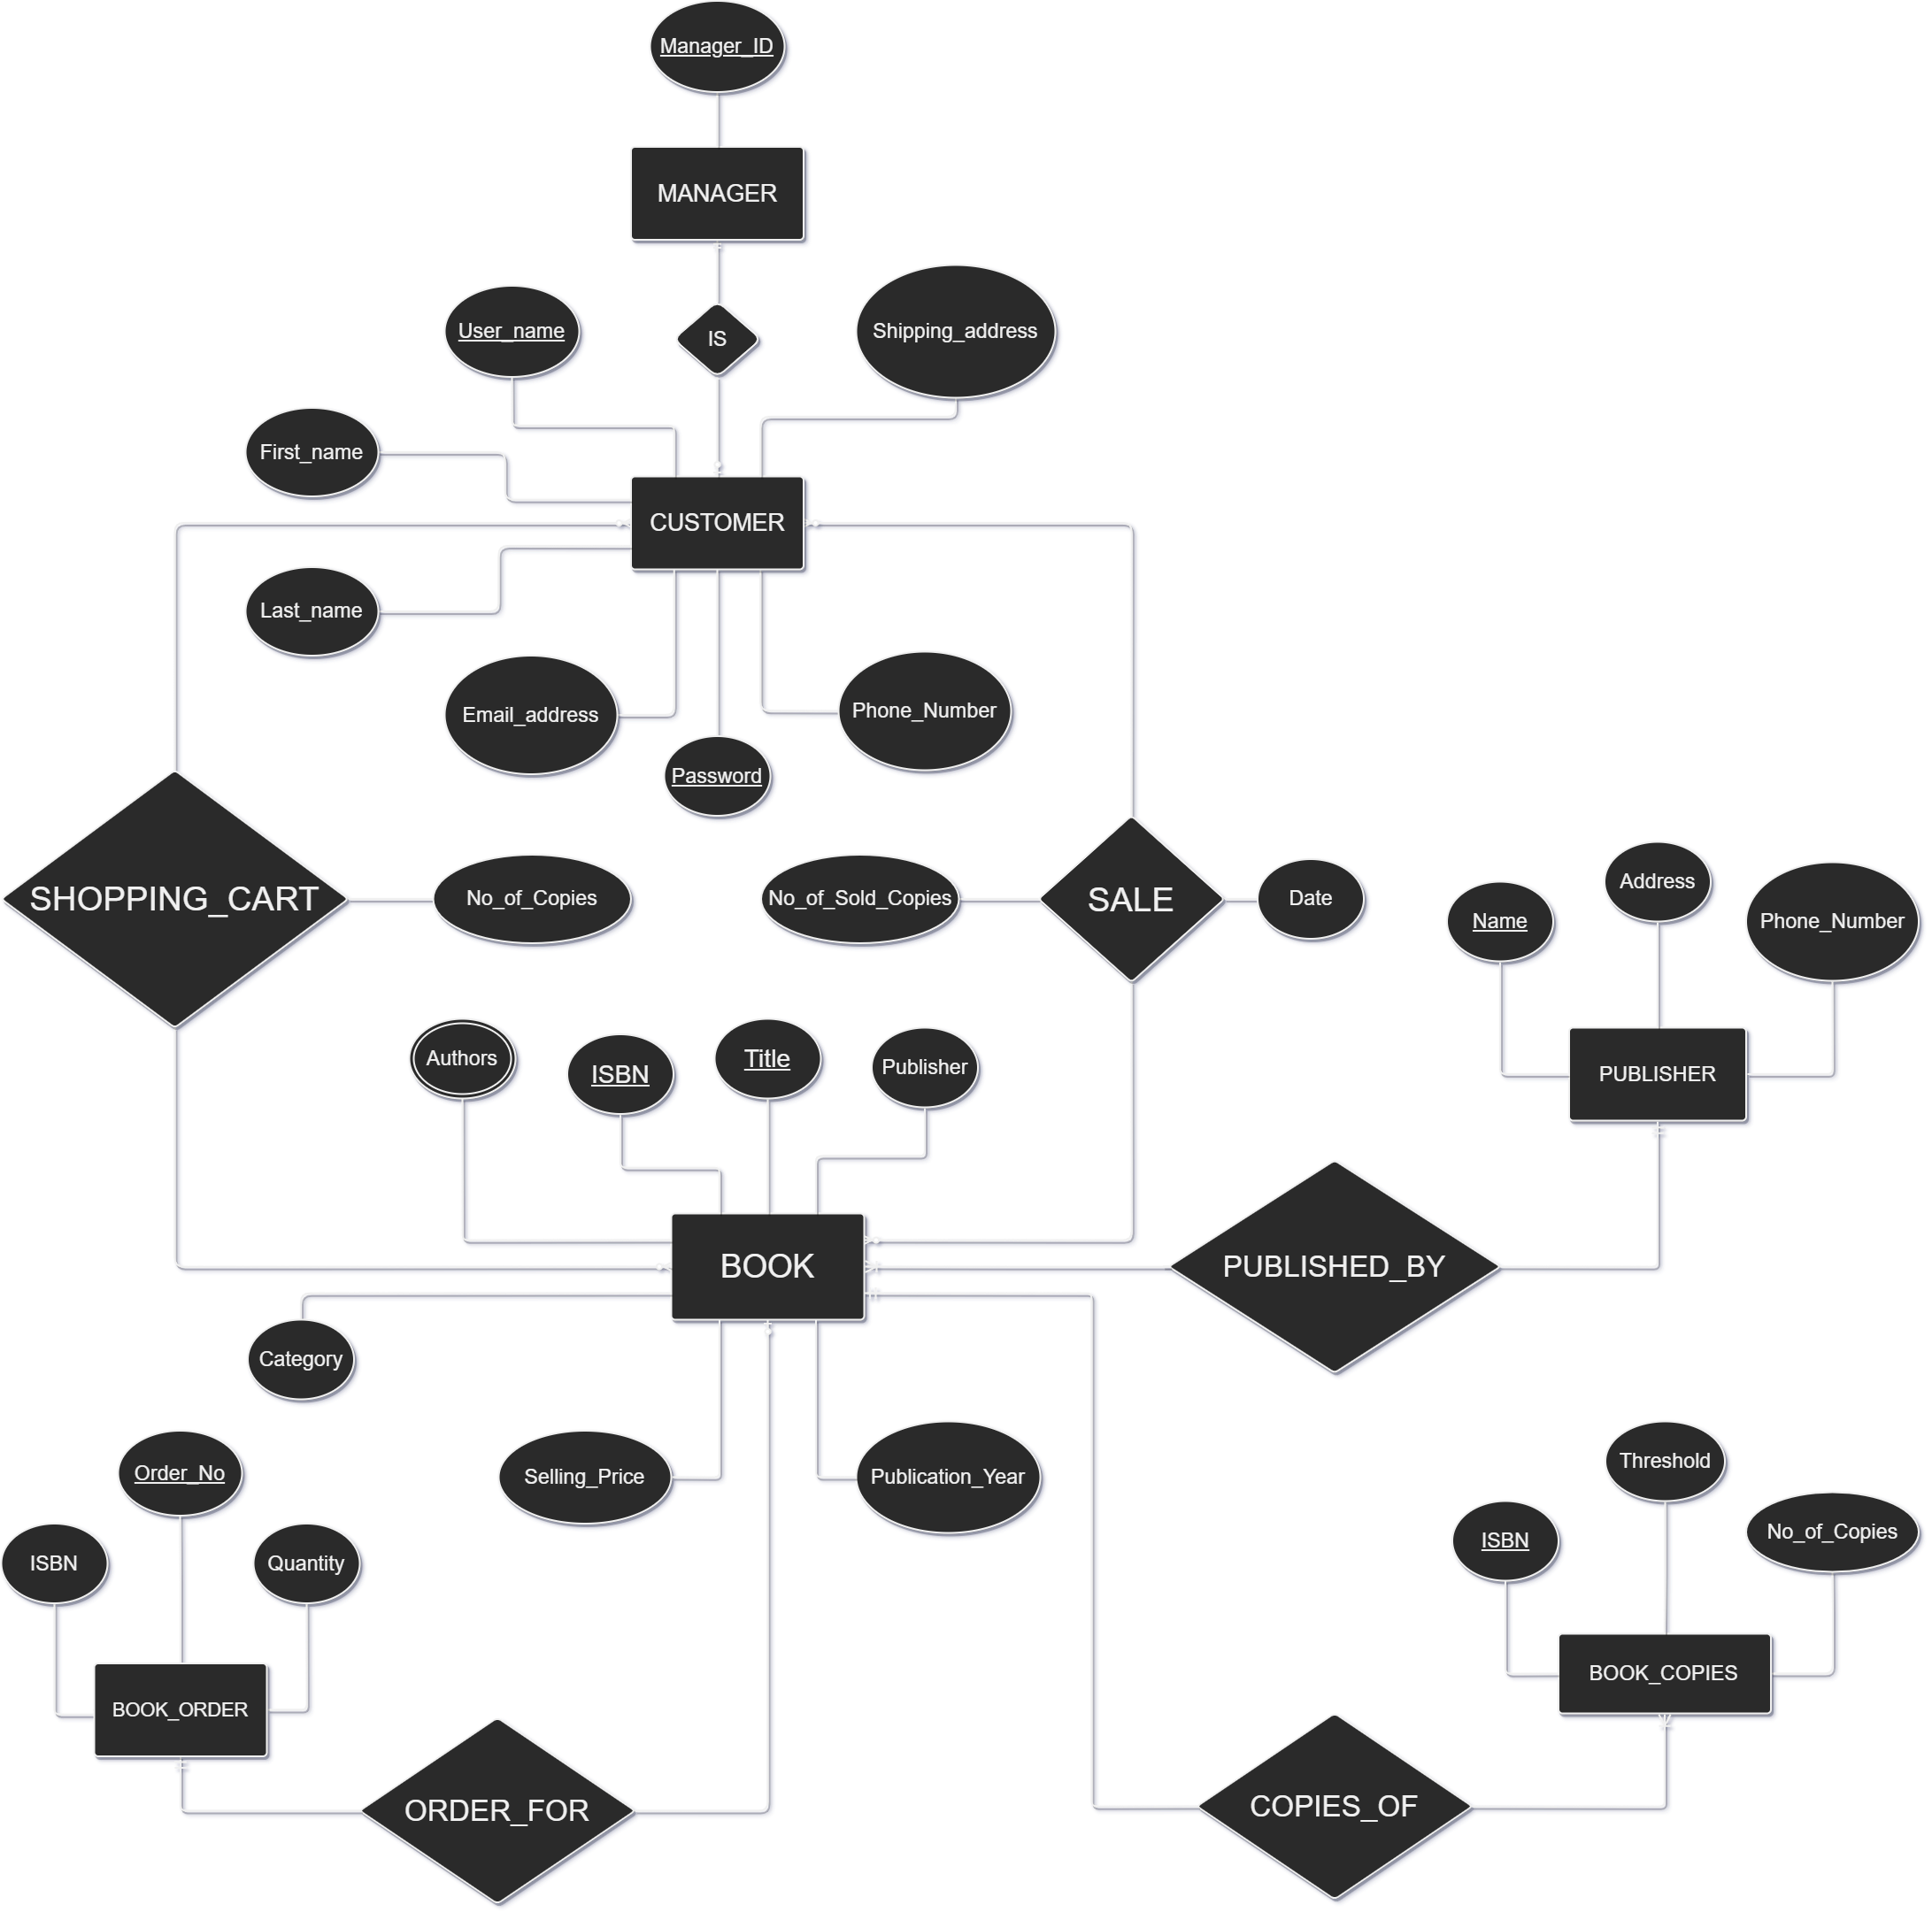 Manager_ID
MANAGER
User_name
IS
Shipping_address
First_name
CUSTOMER
Last_name
Email_address
Phone_Number
Password
SHOPPING_CART
No_of_Copies
No_of_Sold_Copies
SALE
Date
Name
Address
Phone_Number
PUBLISHER
Authors
ISBN
Title
Publisher
BOOK
PUBLISHED_BY
Category
Selling_Price
Publication_Year
Order_No
ISBN
Quantity
BOOK_ORDER
ORDER_FOR
Threshold
ISBN
No_of_Copies
BOOK_COPIES
COPIES_OF